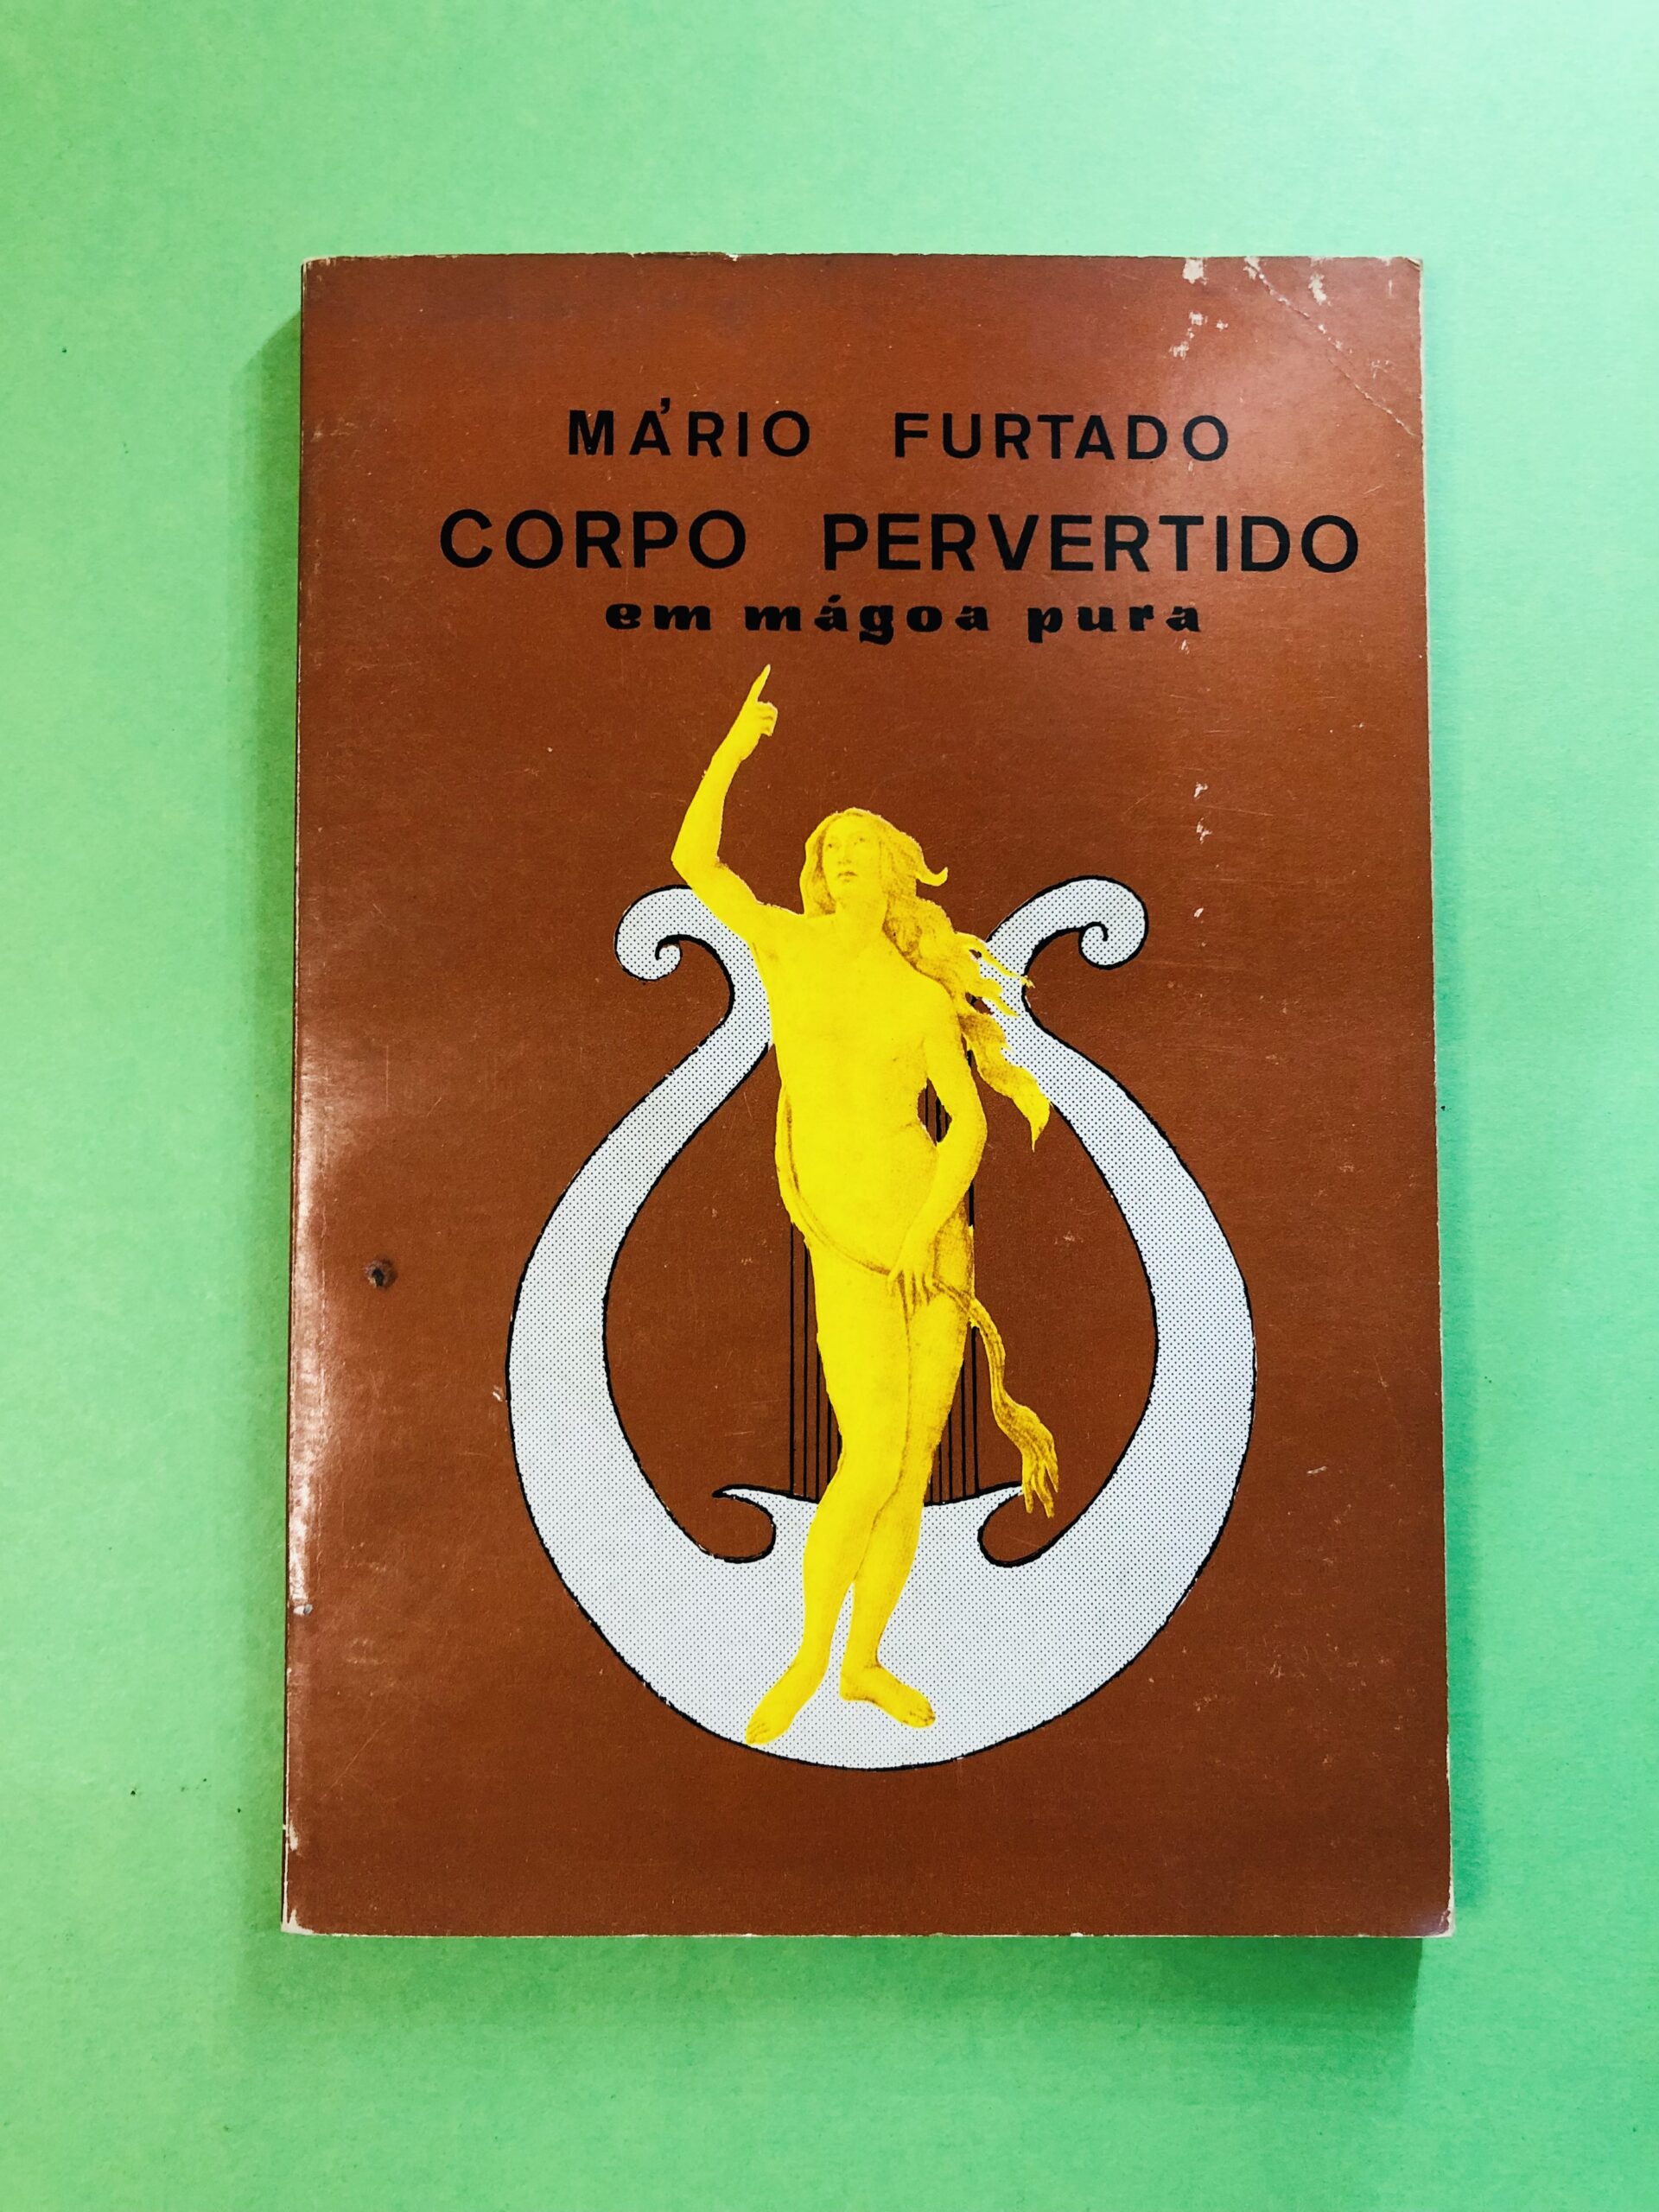 MÁRIO FURTADO
CORPO PERVERTIDO
em mágoa pura